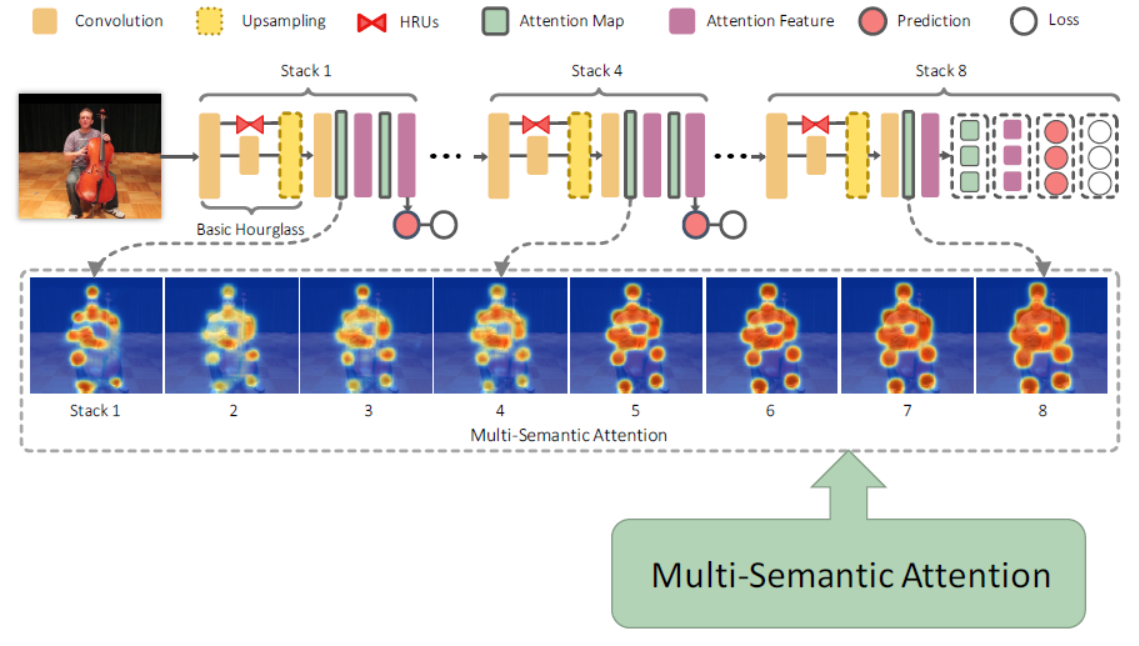 Convolution Upsampling HRUs Attention Map Attention Feature Prediction Loss
Stack 1 Stack 4 Stack 8
Basic Hourglass
Stack 1 2 3 4 5 6 7 8
Multi-Semantic Attention
Multi-Semantic Attention